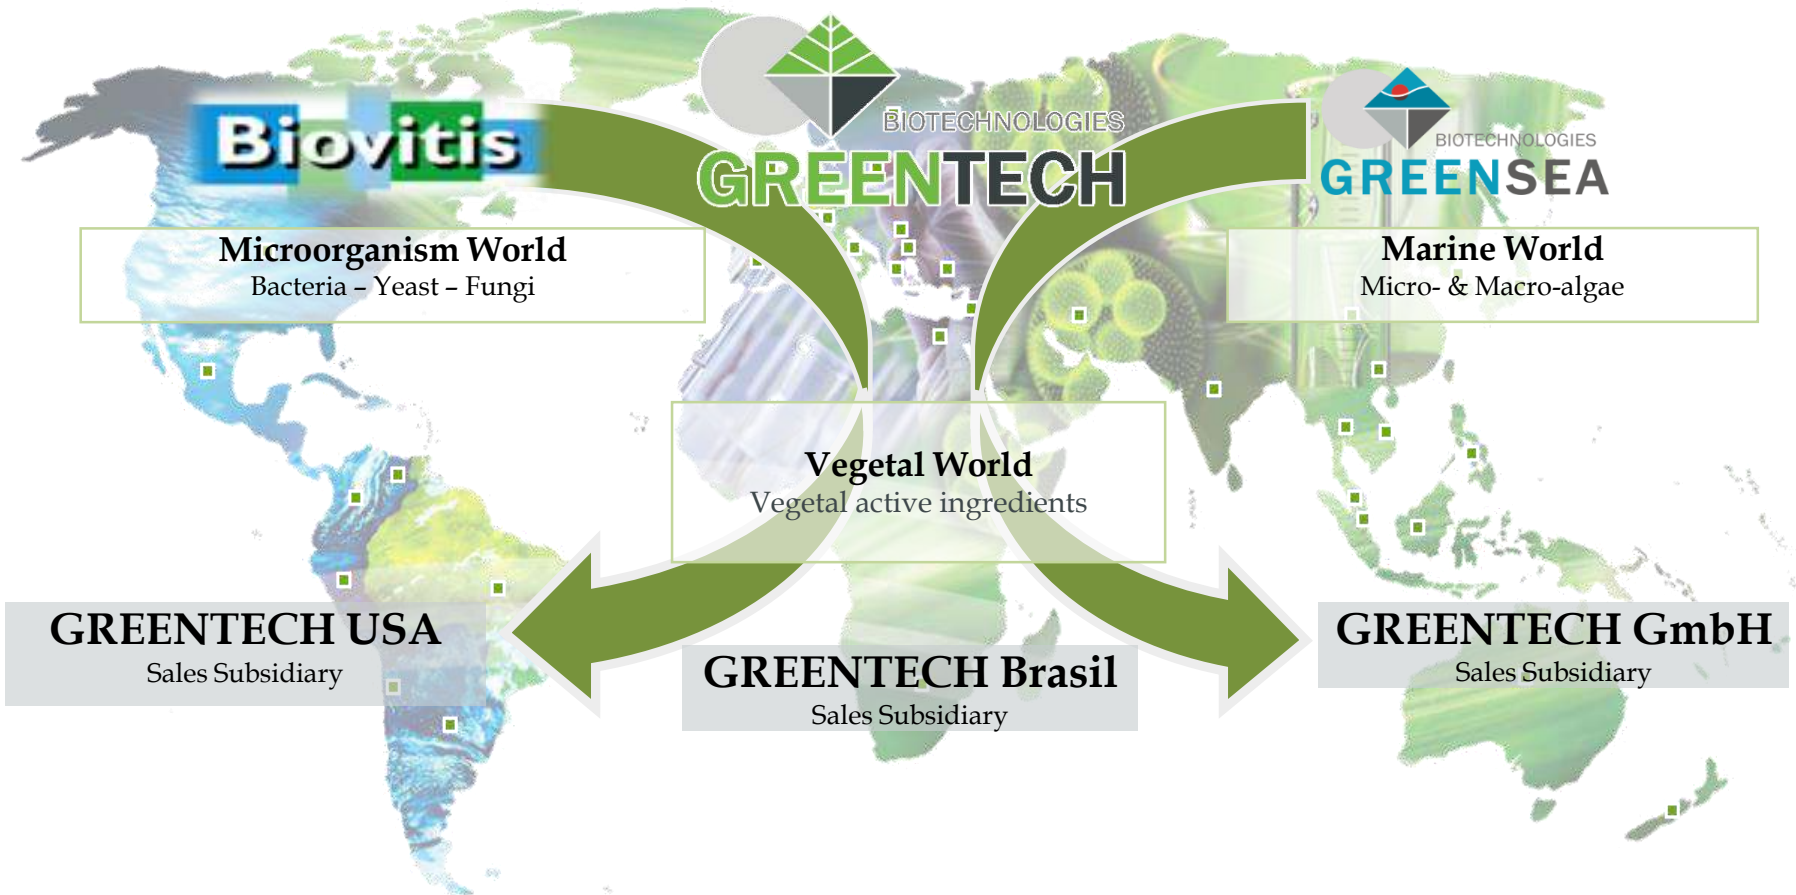 Biovitis
BIOTECHNOLOGIES
GREENTECH
BIOTECHNOLOGIES
GREENSEA
Microorganism World
Bacteria – Yeast – Fungi
Marine World
Micro- & Macro-algae
Vegetal World
Vegetal active ingredients
GREENTECH USA
Sales Subsidiary
GREENTECH Brasil
Sales Subsidiary
GREENTECH GmbH
Sales Subsidiary